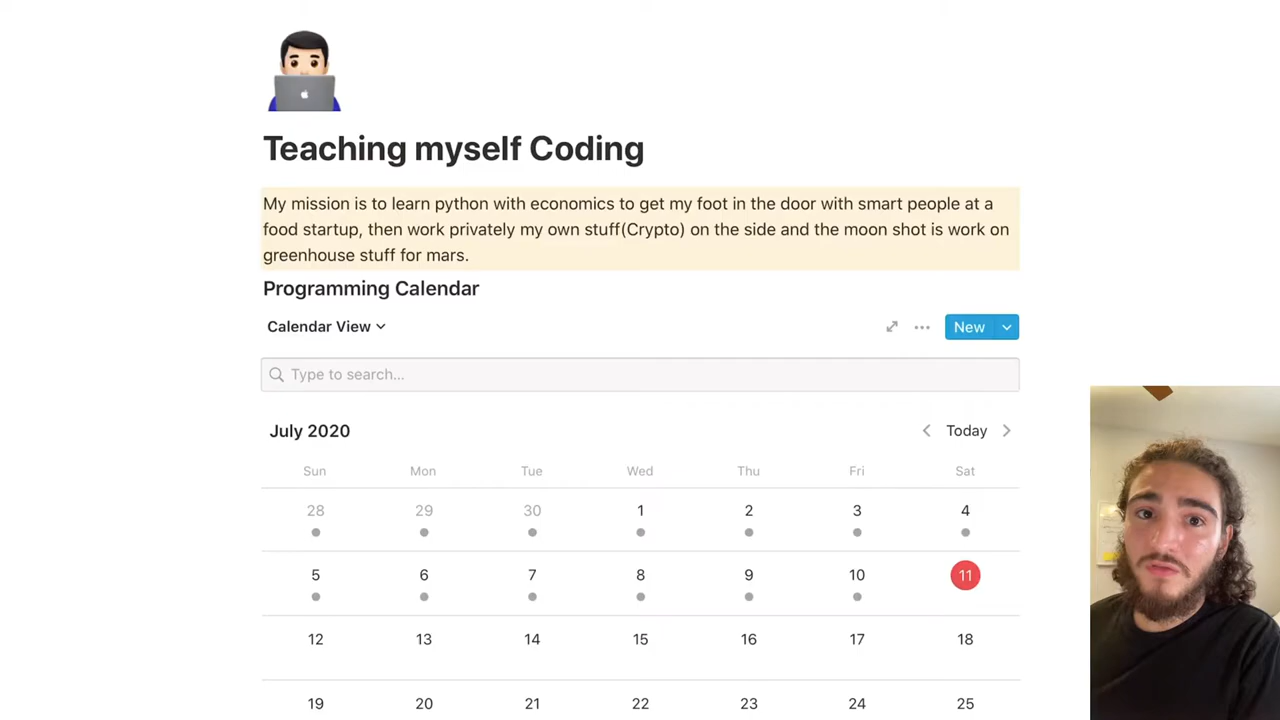 Teaching myself Coding
My mission is to learn python with economics to get my foot in the door with smart people at a
food startup, then work privately my own stuff(Crypto) on the side and the moon shot is work on
greenhouse stuff for mars.
Programming Calendar
Calendar View
New
Type to search...
July 2020
Today
Sun Mon Tue Wed Thu Fri Sat
28 29 30 1 2 3 4
5 6 7 8 9 10 11
12 13 14 15 16 17 18
19 20 21 22 23 24 25